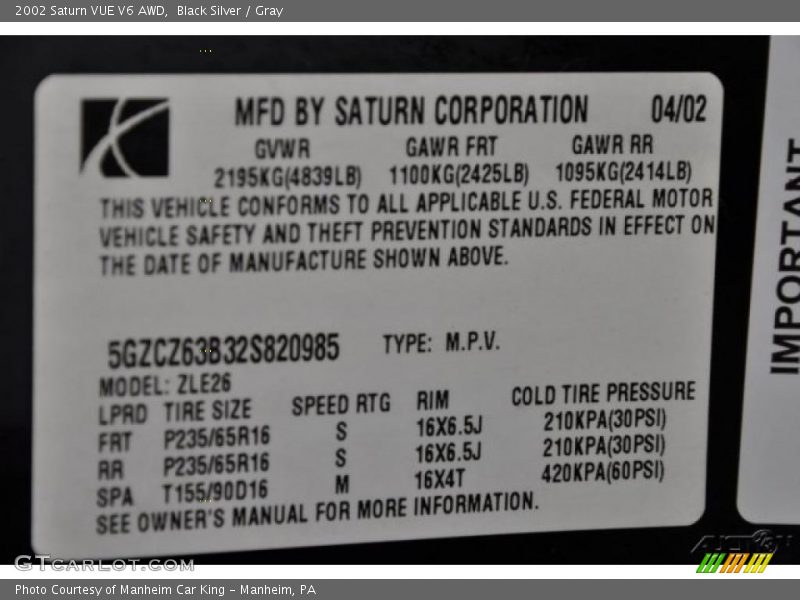 2002 Saturn VUE V6 AWD, Black Silver / Gray
MFD BY SATURN CORPORATION 04/02
GVWR GAWR FRT GAWR RR
2195KG(4839LB) 1100KG(2425LB) 1095KG(2414LB)
THIS VEHICLE CONFORMS TO ALL APPLICABLE U.S. FEDERAL MOTOR
VEHICLE SAFETY AND THEFT PREVENTION STANDARDS IN EFFECT ON
THE DATE OF MANUFACTURE SHOWN ABOVE.
5GZCZ63B32S820985 TYPE: M.P.V.
MODEL: ZLE26
LPRD TIRE SIZE SPEED RTG RIM COLD TIRE PRESSURE
FRT P235/65R16 S 16X6.5J 210KPA(30PSI)
RR P235/65R16 S 16X6.5J 210KPA(30PSI)
SPA T155/90D16 M 16X4T 420KPA(60PSI)
SEE OWNER'S MANUAL FOR MORE INFORMATION.
IMPORTANT
GTCARLOT.COM
Photo Courtesy of Manheim Car King - Manheim, PA